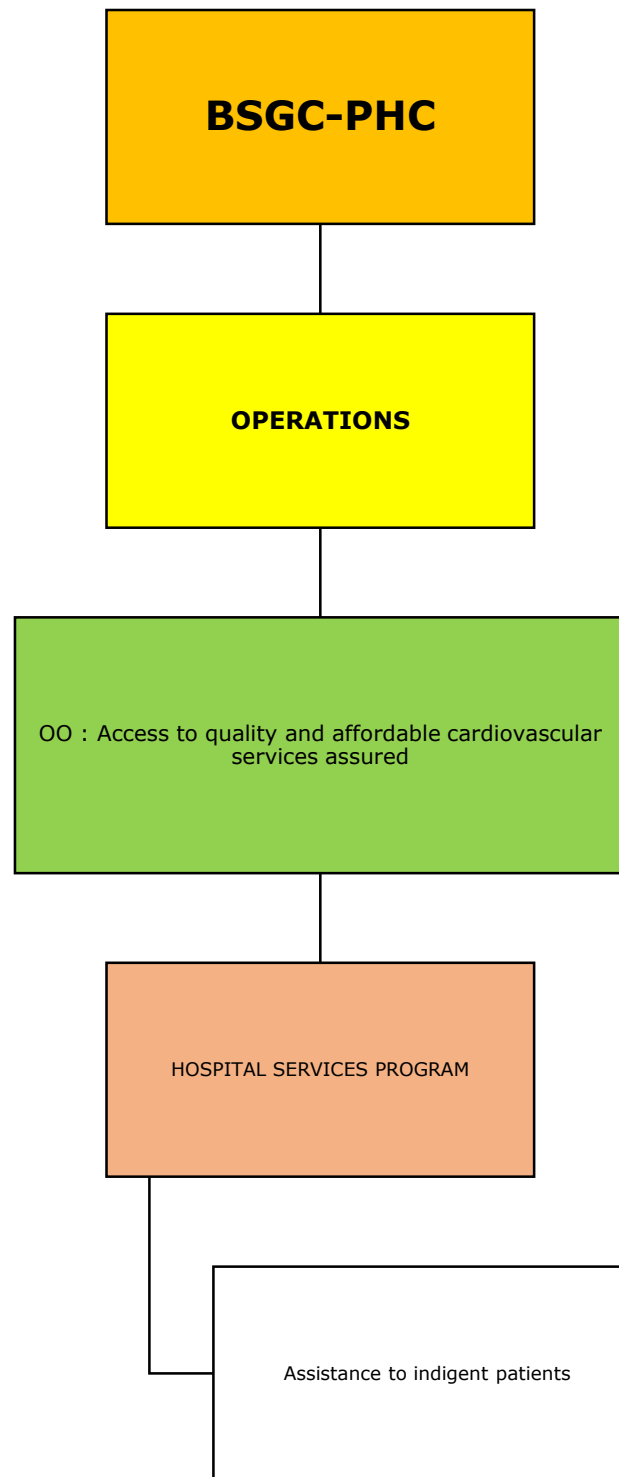 BSGC-PHC
OPERATIONS
OO : Access to quality and affordable cardiovascular
services assured
HOSPITAL SERVICES PROGRAM
Assistance to indigent patients